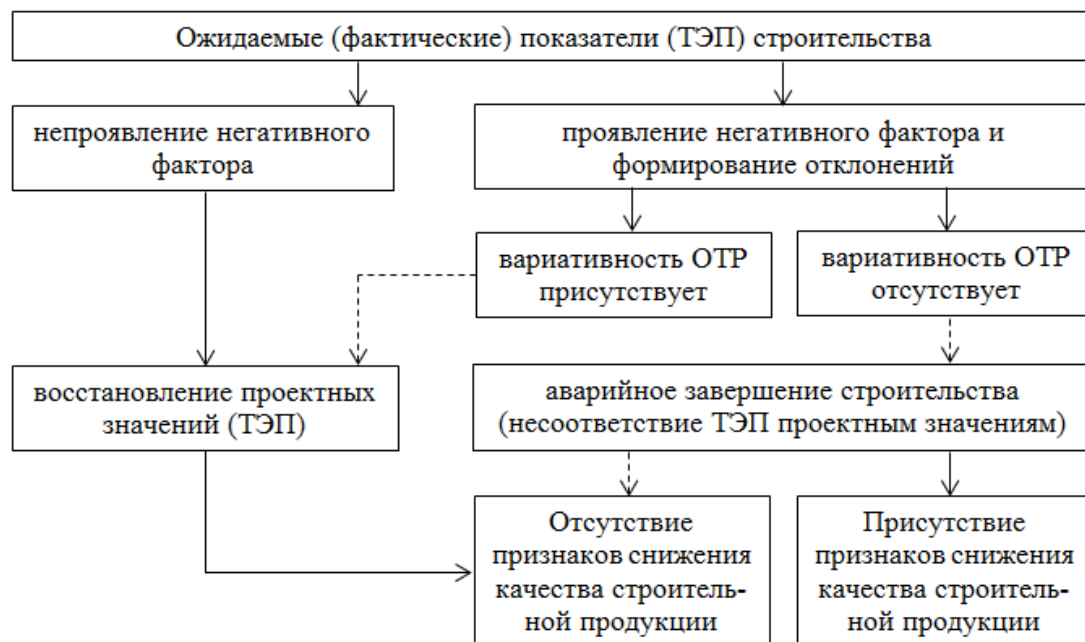 Ожидаемые (фактические) показатели (ТЭП) строительства
непроявление негативного
фактора
проявление негативного фактора и
формирование отклонений
вариативность ОТР
присутствует
вариативность ОТР
отсутствует
восстановление проектных
значений (ТЭП)
аварийное завершение строительства
(несоответствие ТЭП проектным значениям)
Отсутствие
признаков снижения
качества строитель-
ной продукции
Присутствие
признаков снижения
качества строитель-
ной продукции